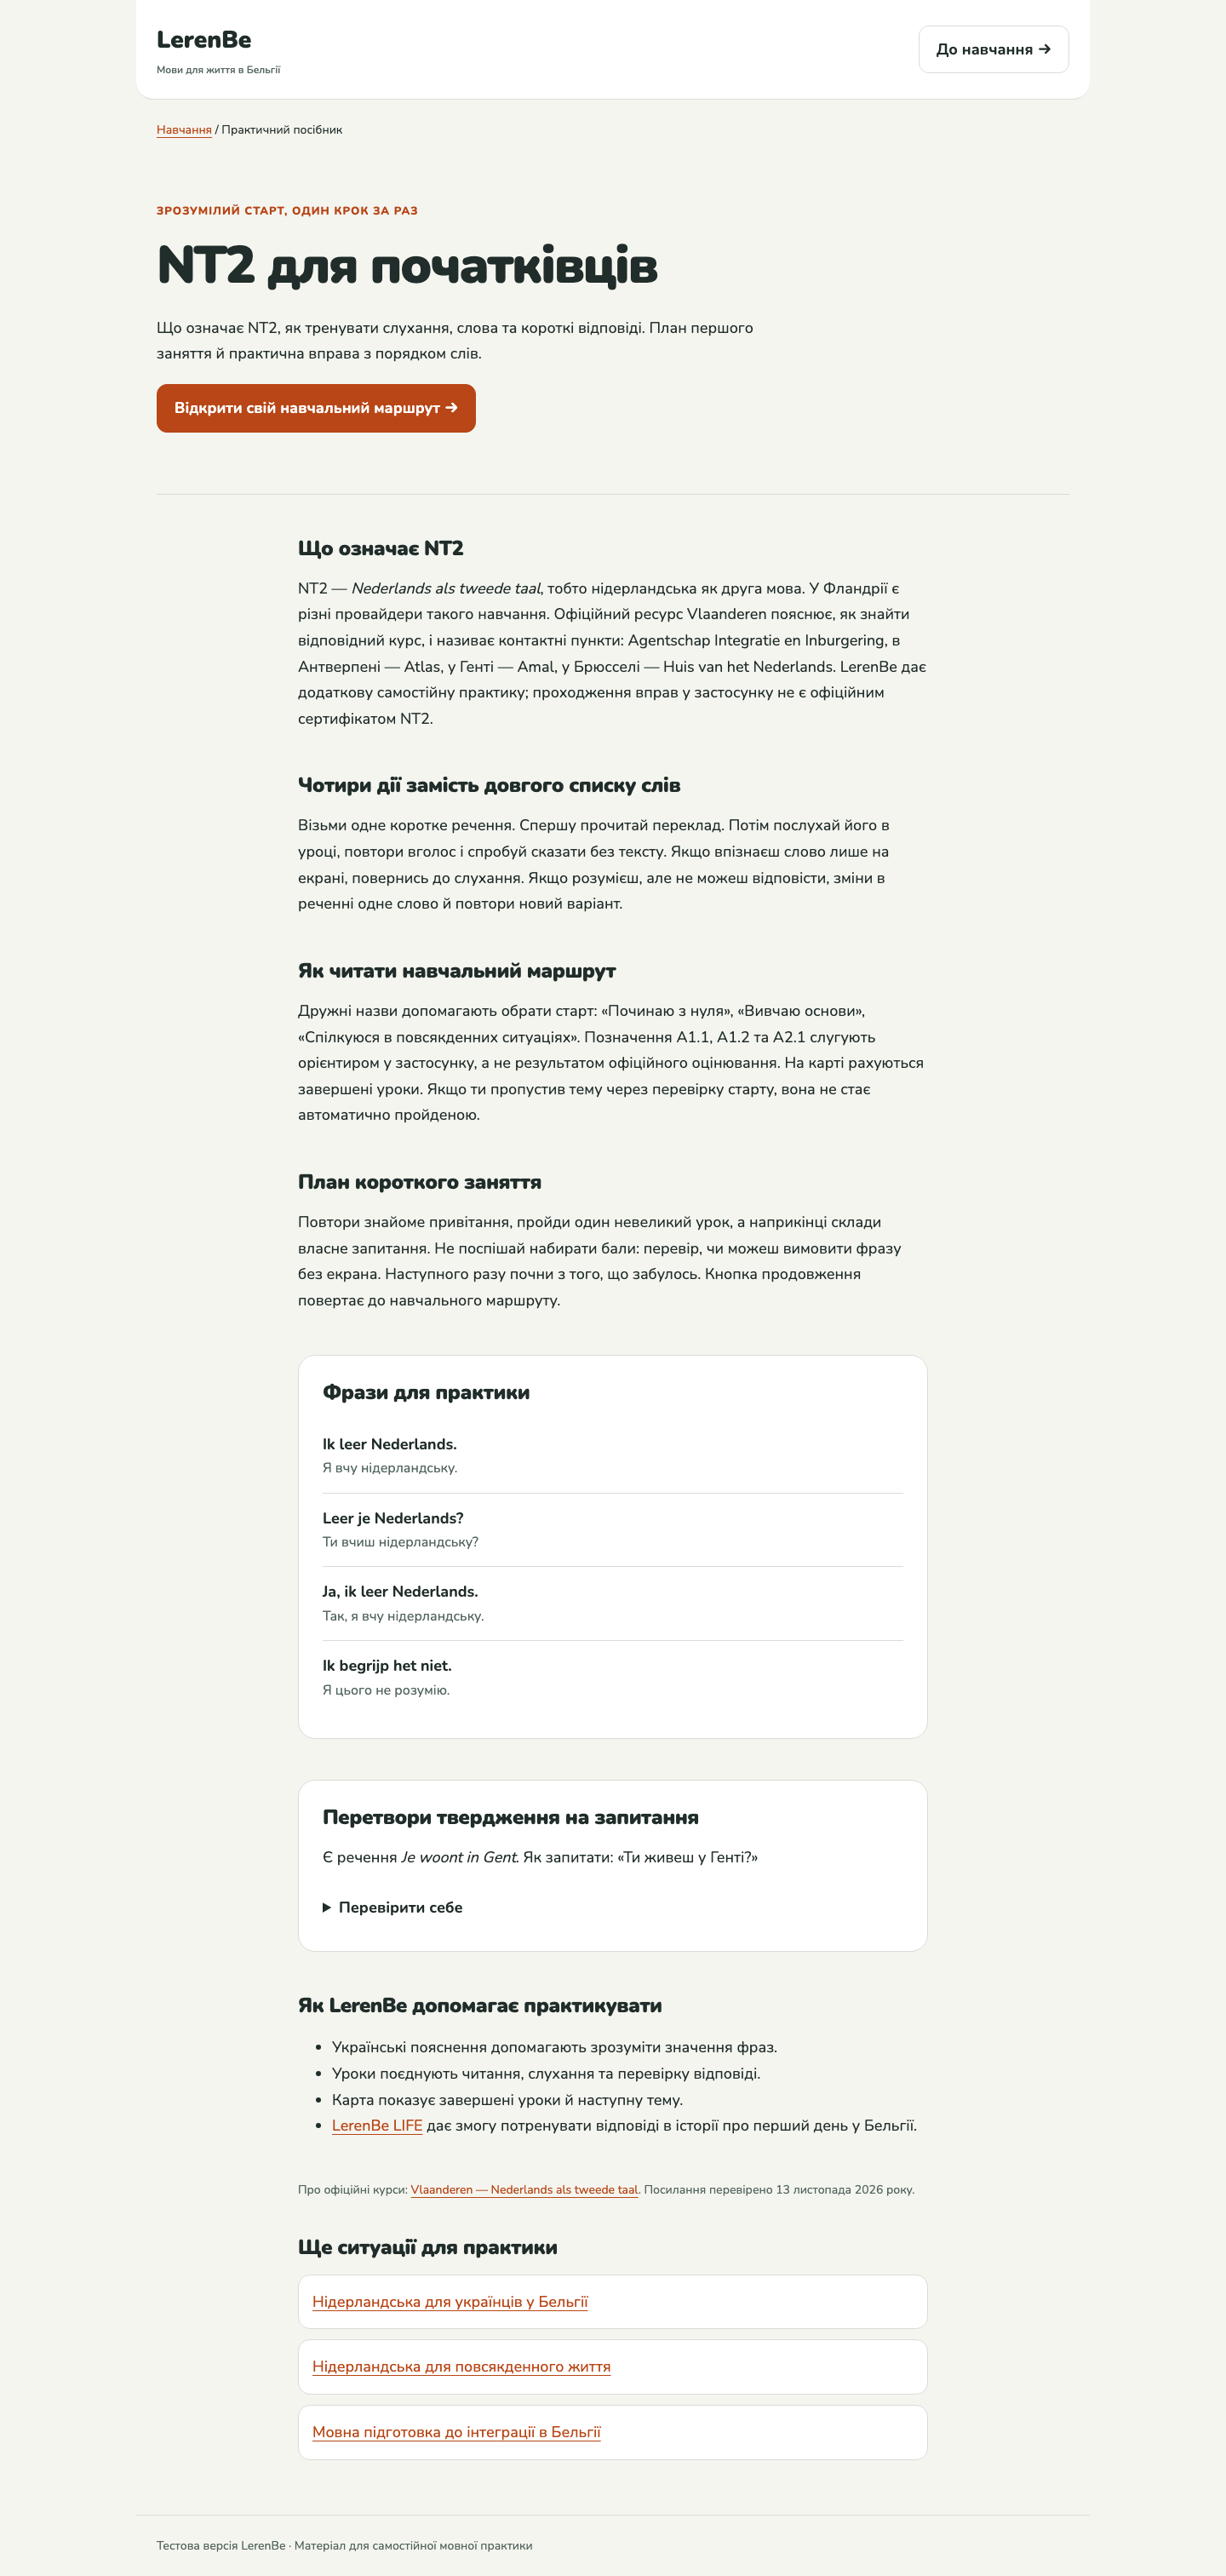 LerenBe
Мови для життя в Бельгії
До навчання →
Навчання / Практичний посібник
ЗРОЗУМІЛИЙ СТАРТ, ОДИН КРОК ЗА РАЗ
NT2 для початківців
Що означає NT2, як тренувати слухання, слова та короткі відповіді. План першого
заняття й практична вправа з порядком слів.
Відкрити свій навчальний маршрут →
Що означає NT2
NT2 — Nederlands als tweede taal, тобто нідерландська як друга мова. У Фландрії є
різні провайдери такого навчання. Офіційний ресурс Vlaanderen пояснює, як знайти
відповідний курс, і називає контактні пункти: Agentschap Integratie en Inburgering, в
Антверпені — Atlas, у Генті — Amal, у Брюсселі — Huis van het Nederlands. LerenBe дає
додаткову самостійну практику; проходження вправ у застосунку не є офіційним
сертифікатом NT2.
Чотири дії замість довгого списку слів
Візьми одне коротке речення. Спершу прочитай переклад. Потім послухай його в
уроці, повтори вголос і спробуй сказати без тексту. Якщо впізнаєш слово лише на
екрані, повернись до слухання. Якщо розумієш, але не можеш відповісти, зміни в
реченні одне слово й повтори новий варіант.
Як читати навчальний маршрут
Дружні назви допомагають обрати старт: «Починаю з нуля», «Вивчаю основи»,
«Спілкуюся в повсякденних ситуаціях». Позначення A1.1, A1.2 та A2.1 слугують
орієнтиром у застосунку, а не результатом офіційного оцінювання. На карті рахуються
завершені уроки. Якщо ти пропустив тему через перевірку старту, вона не стає
автоматично пройденою.
План короткого заняття
Повтори знайоме привітання, пройди один невеликий урок, а наприкінці склади
власне запитання. Не поспішай набирати бали: перевір, чи можеш вимовити фразу
без екрана. Наступного разу почни з того, що забулось. Кнопка продовження
повертає до навчального маршруту.
Фрази для практики
Ik leer Nederlands.
Я вчу нідерландську.
Leer je Nederlands?
Ти вчиш нідерландську?
Ja, ik leer Nederlands.
Так, я вчу нідерландську.
Ik begrijp het niet.
Я цього не розумію.
Перетвори твердження на запитання
Є речення Je woont in Gent. Як запитати: «Ти живеш у Генті?»
▶ Перевірити себе
Як LerenBe допомагає практикувати
• Українські пояснення допомагають зрозуміти значення фраз.
• Уроки поєднують читання, слухання та перевірку відповіді.
• Карта показує завершені уроки й наступну тему.
• LerenBe LIFE дає змогу потренувати відповіді в історії про перший день у Бельгії.
Про офіційні курси: Vlaanderen — Nederlands als tweede taal. Посилання перевірено 13 листопада 2026 року.
Ще ситуації для практики
Нідерландська для українців у Бельгії
Нідерландська для повсякденного життя
Мовна підготовка до інтеграції в Бельгії
Тестова версія LerenBe · Матеріал для самостійної мовної практики